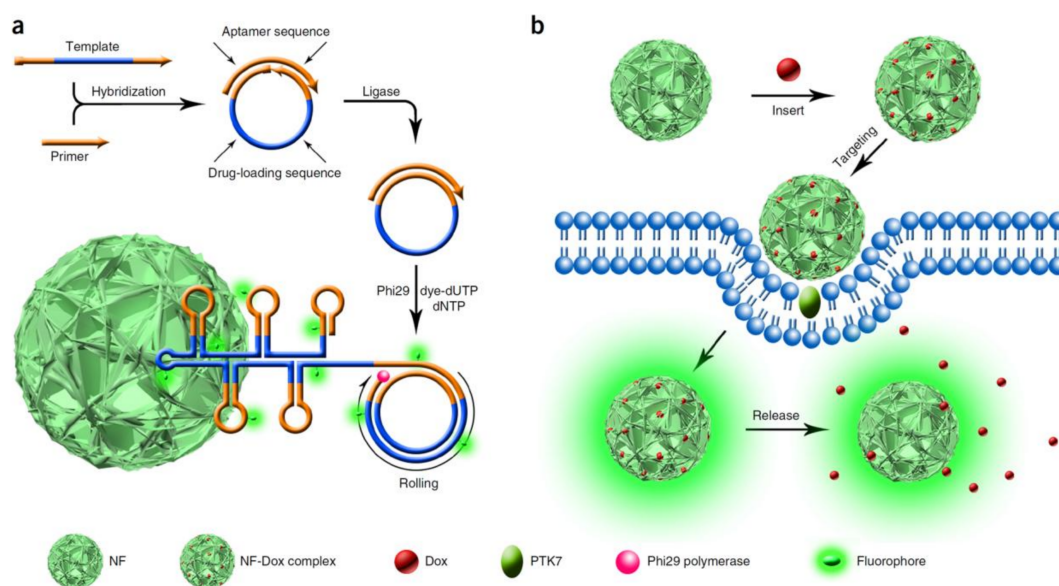 a
Template
Hybridization
Primer
Aptamer sequence
Drug-loading sequence
Ligase
Phi29
dye-dUTP
dNTP
Rolling
b
Insert
Targeting
Release
NF
NF-Dox complex
Dox
PTK7
Phi29 polymerase
Fluorophore